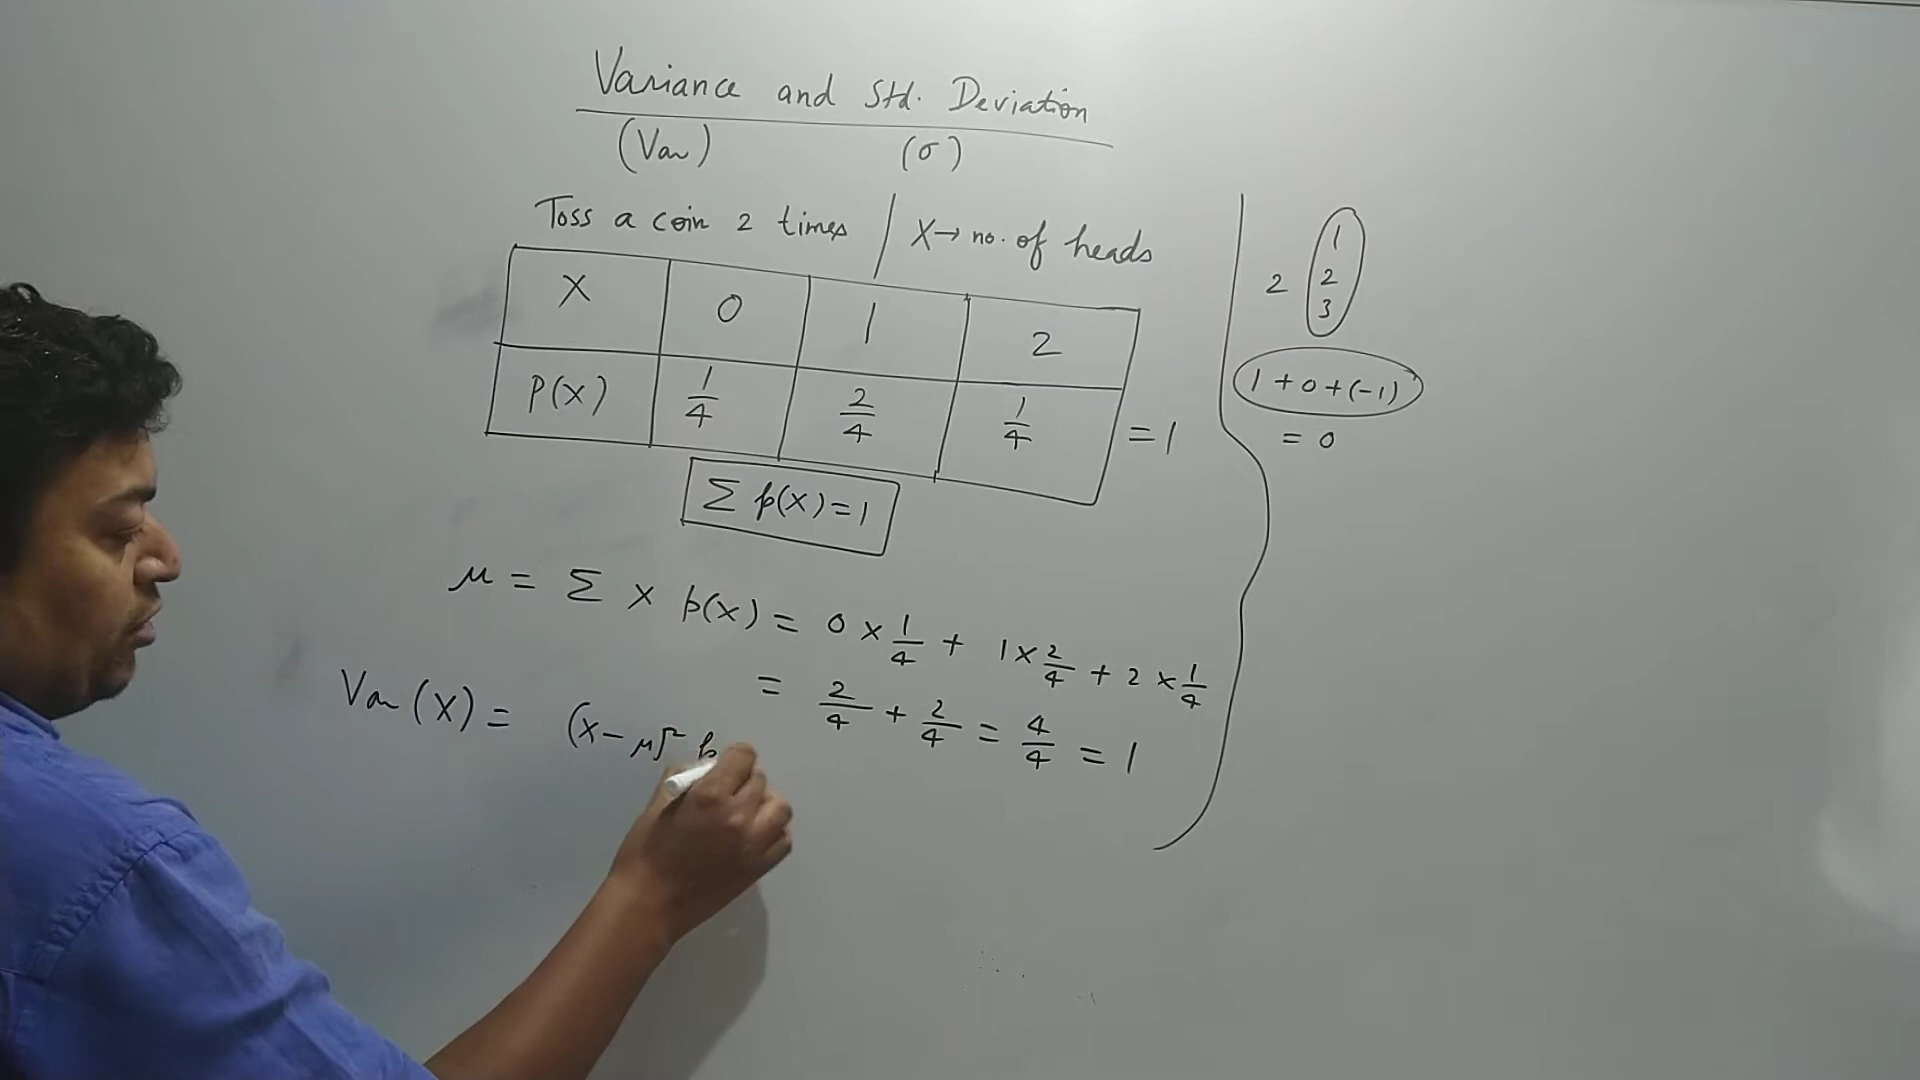 Variance and Std. Deviation
(Var) (σ)
Toss a coin 2 times | X→ no. of heads
X 0 1 2
P(X) 1/4 2/4 1/4 = 1
Σ p(X) = 1
μ = Σ X p(X) = 0 × 1/4 + 1 × 2/4 + 2 × 1/4
= 2/4 + 2/4 = 4/4 = 1
Var (X) = (X - μ)² p
1
2 2
3
1 + 0 + (-1)
= 0